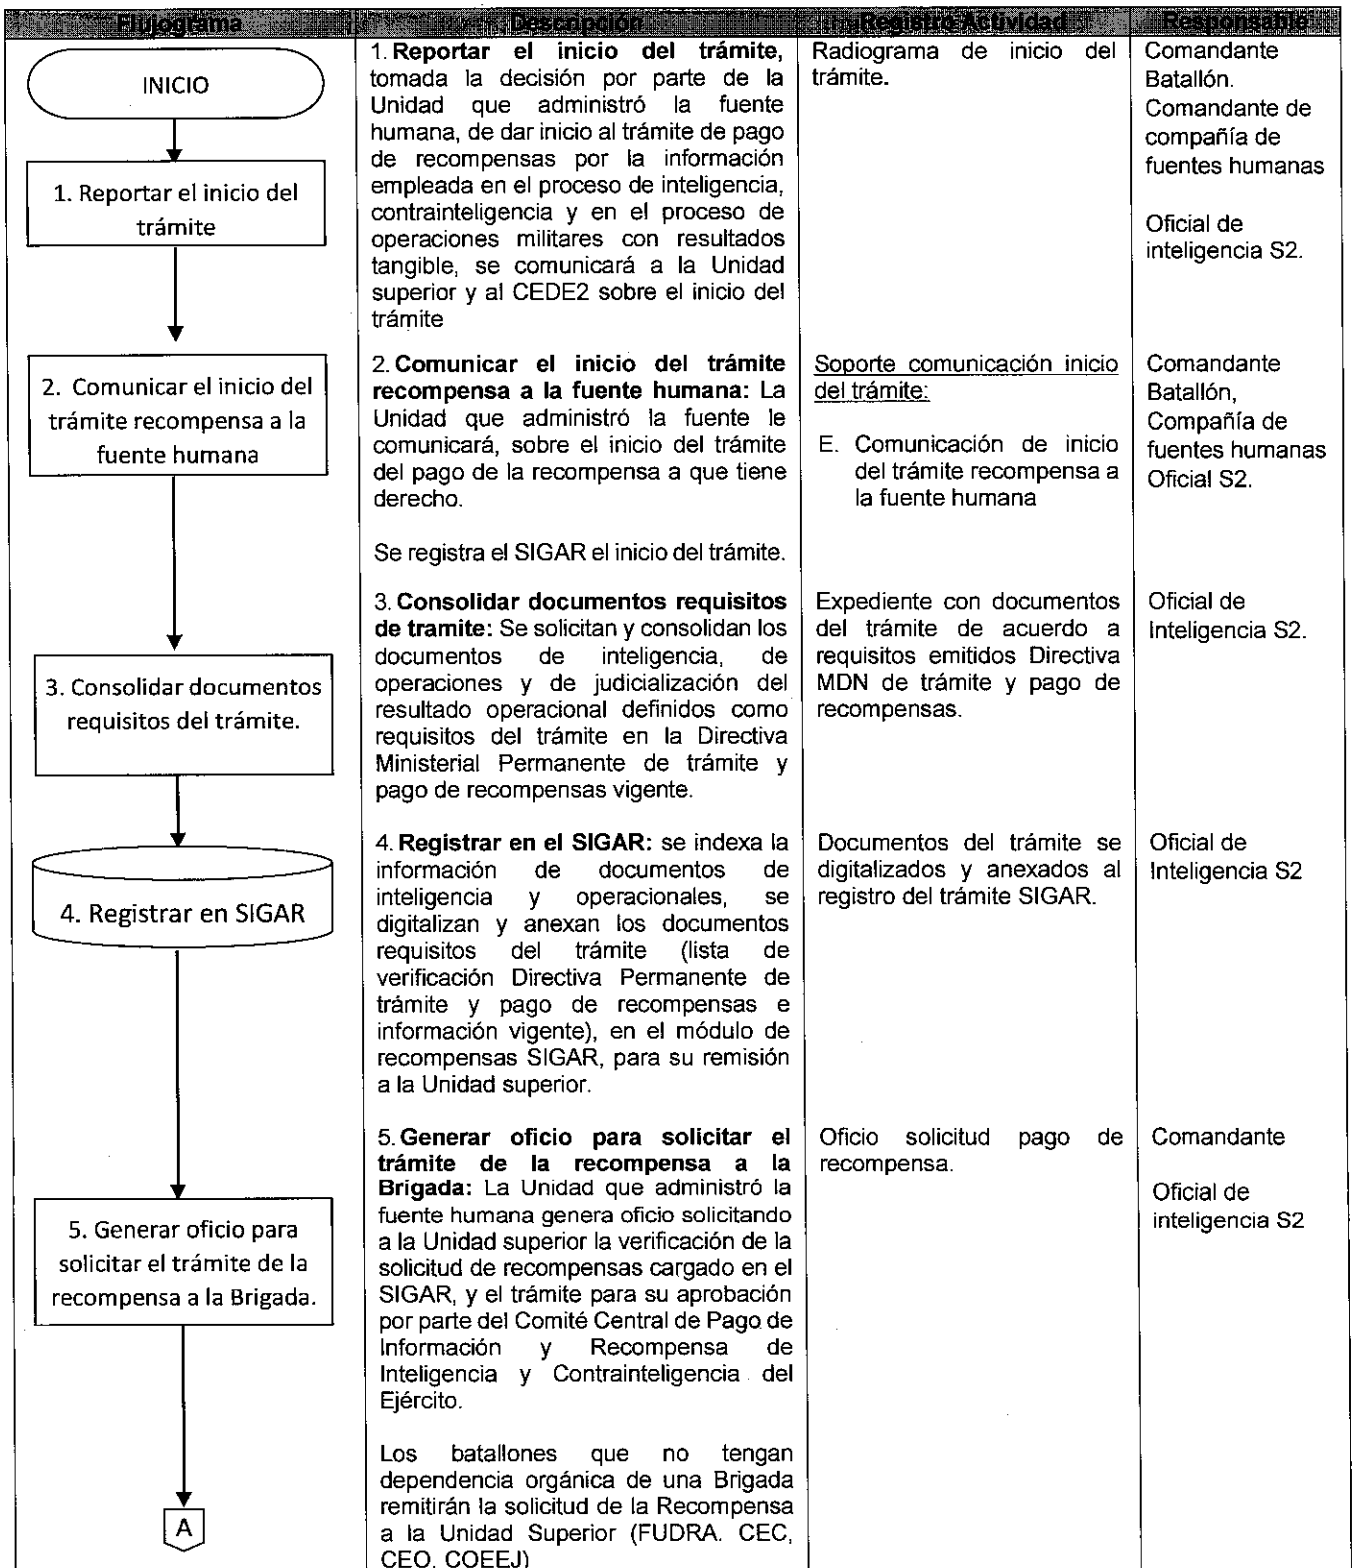 Flujograma Descripción Registro Actividad Responsable
INICIO
1. Reportar el inicio del
trámite
2. Comunicar el inicio del
trámite recompensa a la
fuente humana
3. Consolidar documentos
requisitos del trámite.
4. Registrar en SIGAR
5. Generar oficio para
solicitar el trámite de la
recompensa a la Brigada.
A
1. Reportar el inicio del trámite,
tomada la decisión por parte de la
Unidad que administró la fuente
humana, de dar inicio al trámite de pago
de recompensas por la información
empleada en el proceso de inteligencia,
contrainteligencia y en el proceso de
operaciones militares con resultados
tangible, se comunicará a la Unidad
superior y al CEDE2 sobre el inicio del
trámite
Radiograma de inicio del
trámite.
Comandante
Batallón.
Comandante de
compañía de
fuentes humanas
Oficial de
inteligencia S2.
2. Comunicar el inicio del trámite
recompensa a la fuente humana: La
Unidad que administró la fuente le
comunicará, sobre el inicio del trámite
del pago de la recompensa a que tiene
derecho.
Se registra el SIGAR el inicio del trámite.
Soporte comunicación inicio
del trámite:
E. Comunicación de inicio
del trámite recompensa a
la fuente humana
Comandante
Batallón,
Compañía de
fuentes humanas
Oficial S2.
3. Consolidar documentos requisitos
de tramite: Se solicitan y consolidan los
documentos de inteligencia, de
operaciones y de judicialización del
resultado operacional definidos como
requisitos del trámite en la Directiva
Ministerial Permanente de trámite y
pago de recompensas vigente.
Expediente con documentos
del trámite de acuerdo a
requisitos emitidos Directiva
MDN de trámite y pago de
recompensas.
Oficial de
Inteligencia S2.
4. Registrar en el SIGAR: se indexa la
información de documentos de
inteligencia y operacionales, se
digitalizan y anexan los documentos
requisitos del trámite (lista de
verificación Directiva Permanente de
trámite y pago de recompensas e
información vigente), en el módulo de
recompensas SIGAR, para su remisión
a la Unidad superior.
Documentos del trámite se
digitalizados y anexados al
registro del trámite SIGAR.
Oficial de
Inteligencia S2
5. Generar oficio para solicitar el
trámite de la recompensa a la
Brigada: La Unidad que administró la
fuente humana genera oficio solicitando
a la Unidad superior la verificación de la
solicitud de recompensas cargado en el
SIGAR, y el trámite para su aprobación
por parte del Comité Central de Pago de
Información y Recompensa de
Inteligencia y Contrainteligencia del
Ejército.
Los batallones que no tengan
dependencia orgánica de una Brigada
remitirán la solicitud de la Recompensa
a la Unidad Superior (FUDRA. CEC,
CEO. COEEJ)
Oficio solicitud pago de
recompensa.
Comandante
Oficial de
inteligencia S2